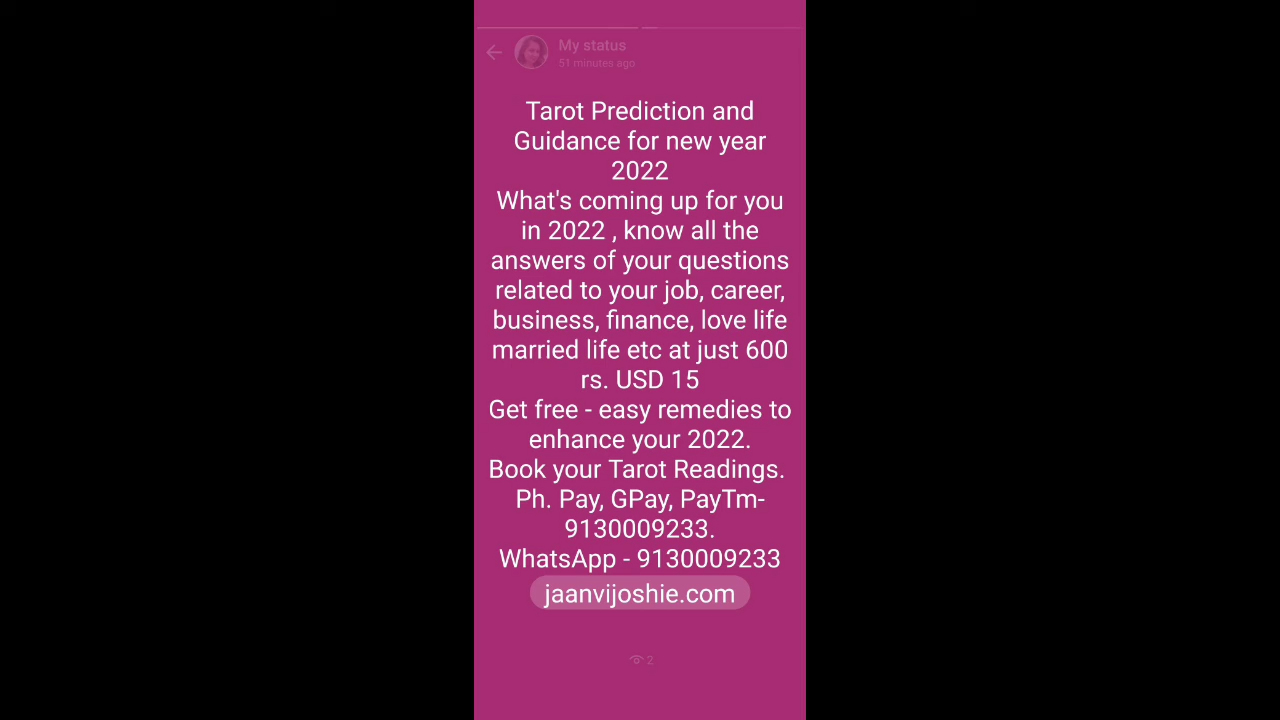 My status
51 minutes ago
Tarot Prediction and
Guidance for new year
2022
What's coming up for you
in 2022 , know all the
answers of your questions
related to your job, career,
business, finance, love life
married life etc at just 600
rs. USD 15
Get free - easy remedies to
enhance your 2022.
Book your Tarot Readings.
Ph. Pay, GPay, PayTm-
9130009233.
WhatsApp - 9130009233
jaanvijoshie.com
2